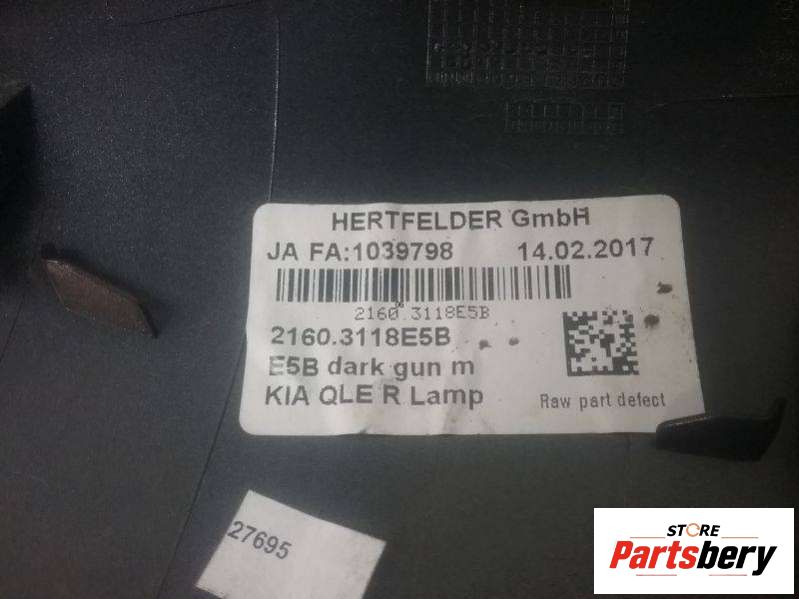 HERTFELDER GmbH
JA FA:1039798 14.02.2017
2160.3118E5B
2160.3118E5B
E5B dark gun m
KIA QLE R Lamp
Raw part defect
27695
STORE
Partsbery